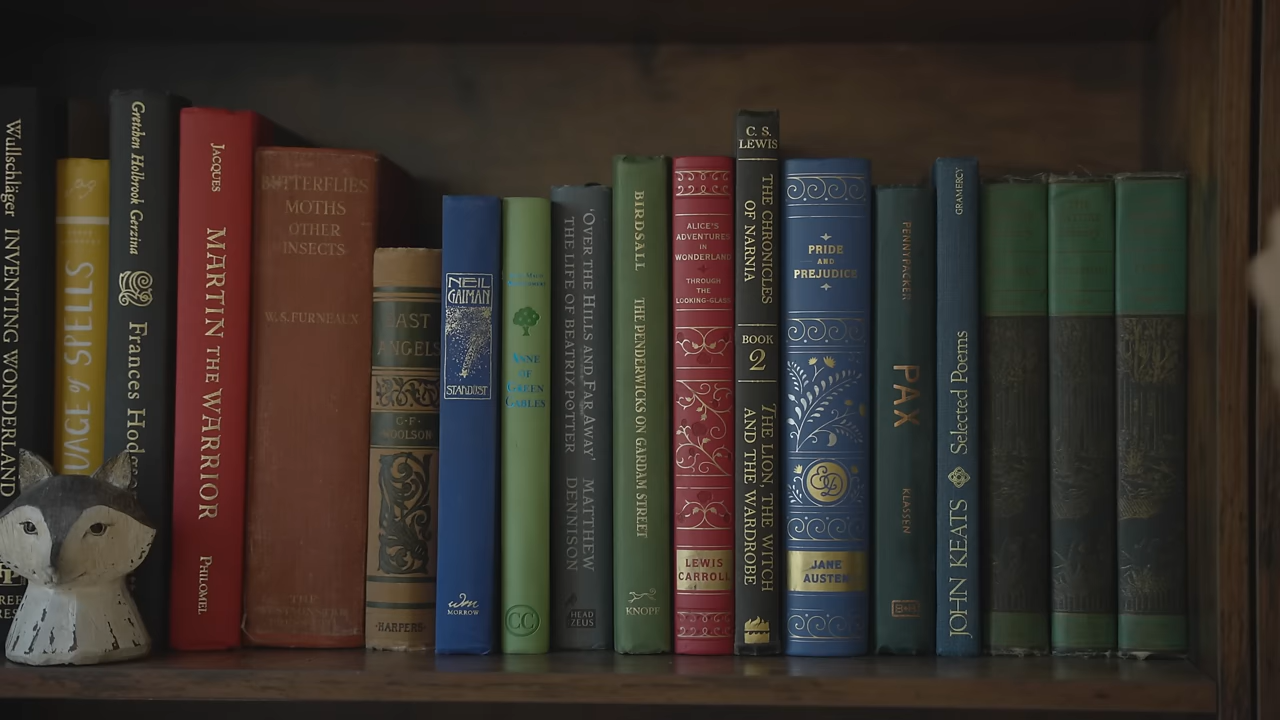 Wullschläger INVENTING WONDERLAND
UAGE of SPELLS
Gretchen Holbrook Gerzina
Frances Hodgs
JACQUES
MARTIN THE WARRIOR
PHILOMEL
BUTTERFLIES
MOTHS
OTHER
INSECTS
W. S. FURNEAUX
THE
EAST
ANGELS
C·F·
WOOLSON
HARPERS
NEIL
GAIMAN
STARDUST
MORROW
ANNE
OF
GREEN
GABLES
CC
'OVER THE HILLS AND FAR AWAY'
THE LIFE OF BEATRIX POTTER
MATTHEW
DENNISON
HEAD
ZEUS
BIRDSALL
THE PENDERWICKS ON GARDAM STREET
KNOPF
ALICE'S
ADVENTURES
IN
WONDERLAND
THROUGH
THE
LOOKING-GLASS
LEWIS
CARROLL
C. S.
LEWIS
THE CHRONICLES
OF NARNIA
BOOK
2
THE LION, THE WITCH
AND THE WARDROBE
PRIDE
AND
PREJUDICE
JANE
AUSTEN
PENNYPACKER
PAX
KLASSEN
B+B
GRAMERCY
JOHN KEATS Selected Poems